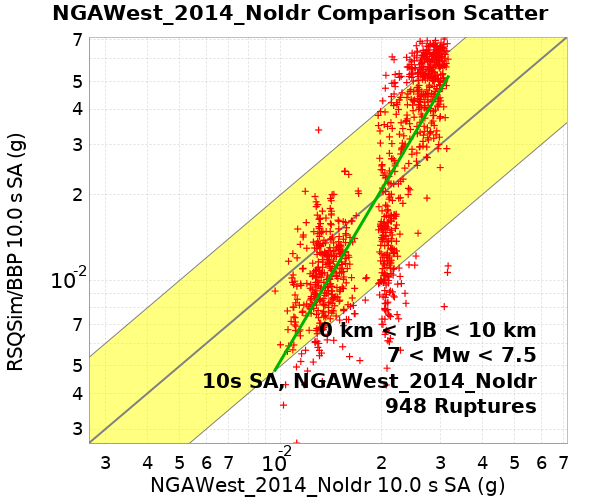 NGAWest_2014_NoIdr Comparison Scatter
RSQSim/BBP 10.0 s SA (g)
7
5
4
3
2
10-2
7
5
4
3
0 km < rJB < 10 km
7 < Mw < 7.5
10s SA, NGAWest_2014_NoIdr
948 Ruptures
3 4 5 6 7 10-2 2 3 4 5 6 7
NGAWest_2014_NoIdr 10.0 s SA (g)